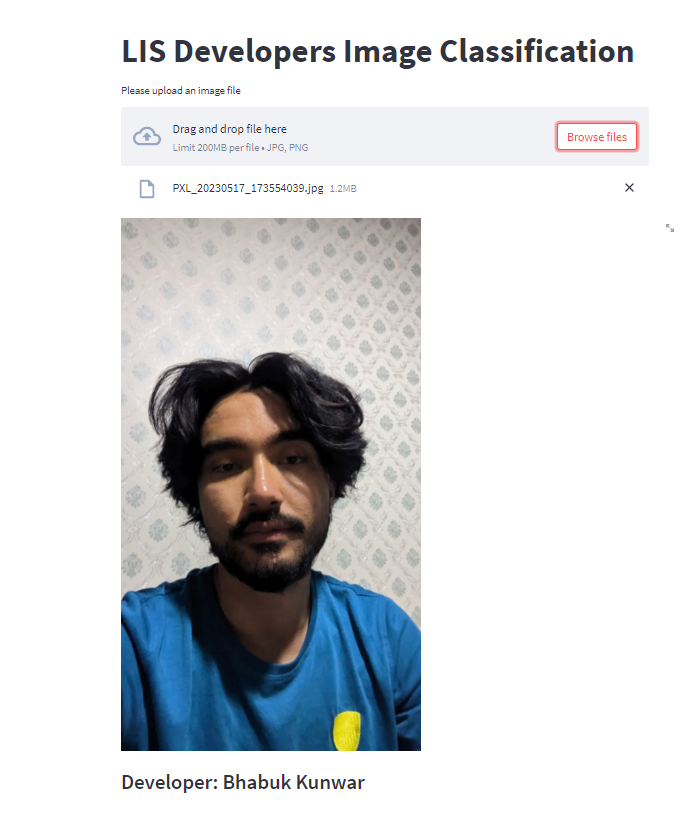 LIS Developers Image Classification
Please upload an image file
Drag and drop file here
Limit 200MB per file • JPG, PNG
Browse files
PXL_20230517_173554039.jpg 1.2MB
Developer: Bhabuk Kunwar